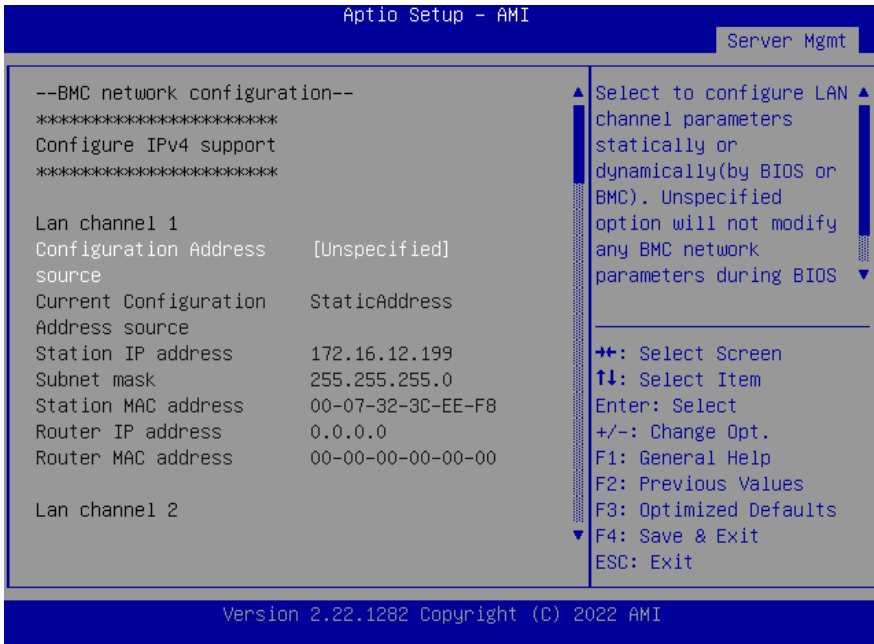 Aptio Setup - AMI
Server Mgmt
--BMC network configuration--
***********************
Configure IPv4 support
***********************
Lan channel 1
Configuration Address source [Unspecified]
Current Configuration Address source StaticAddress
Station IP address 172.16.12.199
Subnet mask 255.255.255.0
Station MAC address 00-07-32-3C-EE-F8
Router IP address 0.0.0.0
Router MAC address 00-00-00-00-00-00
Lan channel 2
Select to configure LAN
channel parameters
statically or
dynamically(by BIOS or
BMC). Unspecified
option will not modify
any BMC network
parameters during BIOS
→←: Select Screen
↑↓: Select Item
Enter: Select
+/-: Change Opt.
F1: General Help
F2: Previous Values
F3: Optimized Defaults
F4: Save & Exit
ESC: Exit
Version 2.22.1282 Copyright (C) 2022 AMI